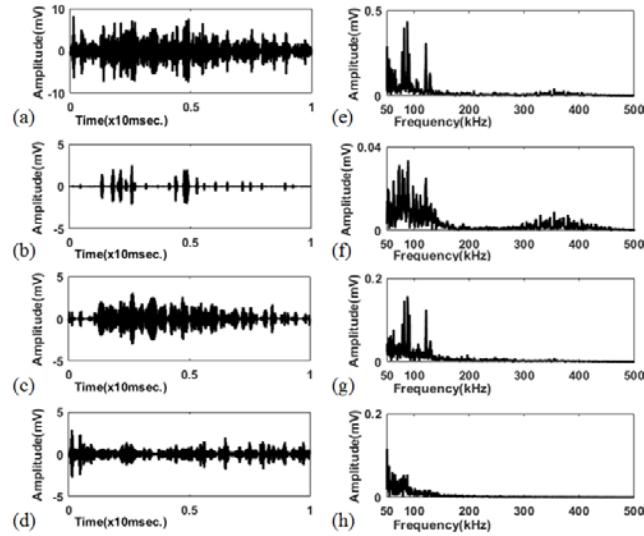 10
0
-10
Amplitude(mV)
0
0.5
1
(a)
Time(x10msec.)
0.5
0
Amplitude(mV)
50
100
200
300
400
500
(e)
Frequency(kHz)
5
0
-5
Amplitude(mV)
0
0.5
1
(b)
Time(x10msec.)
0.04
0
Amplitude(mV)
50
100
200
300
400
500
(f)
Frequency(kHz)
5
0
-5
Amplitude(mV)
0
0.5
1
(c)
Time(x10msec.)
0.2
0
Amplitude(mV)
50
100
200
300
400
500
(g)
Frequency(kHz)
5
0
-5
Amplitude(mV)
0
0.5
1
(d)
Time(x10msec.)
0.2
0
Amplitude(mV)
50
100
200
300
400
500
(h)
Frequency(kHz)